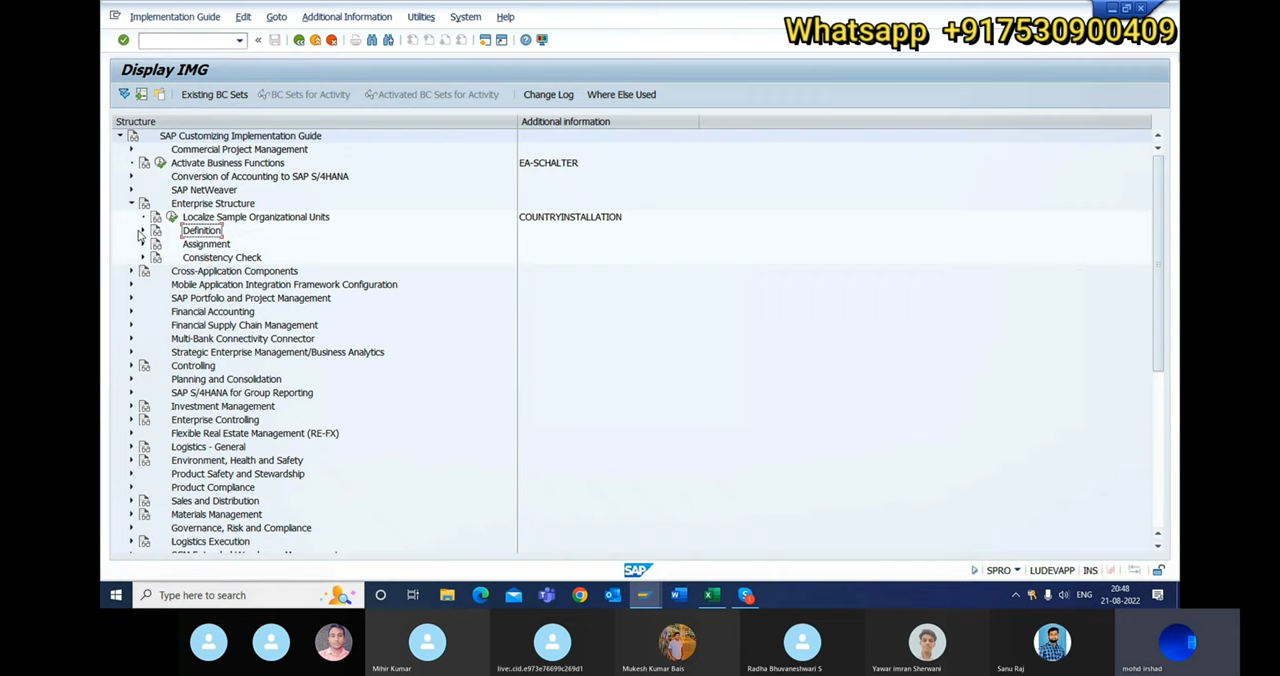 Implementation Guide Edit Goto Additional Information Utilities System Help
Whatsapp +917530900409
Display IMG
Existing BC Sets BC Sets for Activity Activated BC Sets for Activity Change Log Where Else Used
Structure Additional information
SAP Customizing Implementation Guide
Commercial Project Management
Activate Business Functions EA-SCHALTER
Conversion of Accounting to SAP S/4HANA
SAP NetWeaver
Enterprise Structure
Localize Sample Organizational Units COUNTRYINSTALLATION
Definition
Assignment
Consistency Check
Cross-Application Components
Mobile Application Integration Framework Configuration
SAP Portfolio and Project Management
Financial Accounting
Financial Supply Chain Management
Multi-Bank Connectivity Connector
Strategic Enterprise Management/Business Analytics
Controlling
Planning and Consolidation
SAP S/4HANA for Group Reporting
Investment Management
Enterprise Controlling
Flexible Real Estate Management (RE-FX)
Logistics - General
Environment, Health and Safety
Product Safety and Stewardship
Product Compliance
Sales and Distribution
Materials Management
Governance, Risk and Compliance
Logistics Execution
SAP SPRO LUDEVAPP INS
Type here to search ENG 20:48
21-08-2022
Mihir Kumar live:.cid.e973e76699c269d1 Mukesh Kumar Bais Radha Bhuvaneshwari S Yawar imran Sherwani Sanu Raj mohd irshad